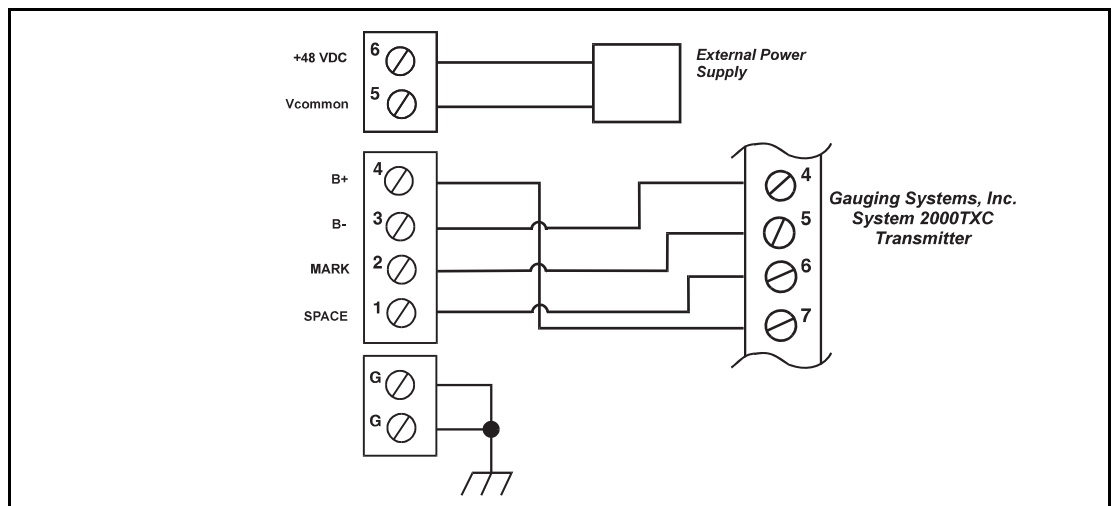 +48 VDC
6
External Power
Supply
Vcommon
5
B+
4
B-
3
MARK
2
SPACE
1
4
5
6
7
Gauging Systems, Inc.
System 2000TXC
Transmitter
G
G